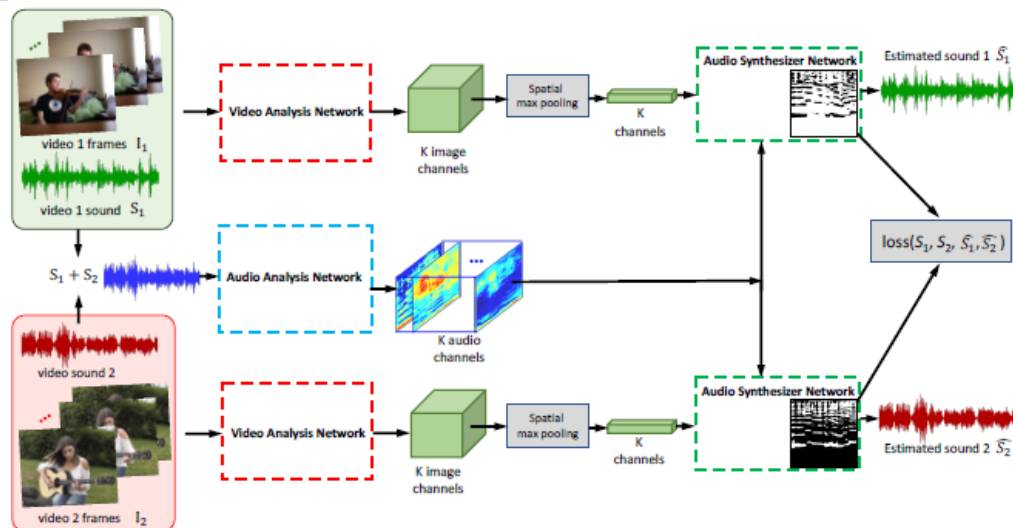 video 1 frames I₁
video 1 sound S₁
Video Analysis Network
K image
channels
Spatial
max pooling
K
channels
Audio Synthesizer Network
Estimated sound 1 Ŝ₁
S₁ + S₂
Audio Analysis Network
...
K audio
channels
loss(S₁, S₂, Ŝ₁, Ŝ₂)
video sound 2
video 2 frames I₂
Video Analysis Network
K image
channels
Spatial
max pooling
K
channels
Audio Synthesizer Network
Estimated sound 2 Ŝ₂